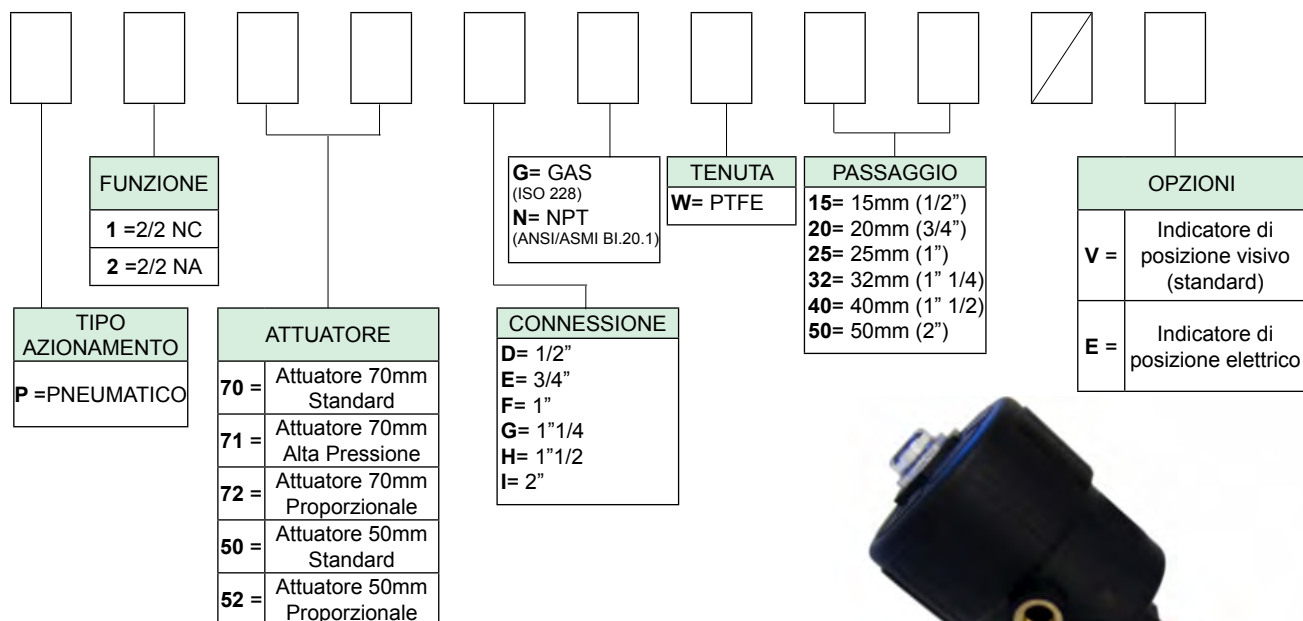 FUNZIONE
1 =2/2 NC
2 =2/2 NA
G= GAS
(ISO 228)
N= NPT
(ANSI/ASMI BI.20.1)
TENUTA
W= PTFE
PASSAGGIO
15= 15mm (1/2”)
20= 20mm (3/4”)
25= 25mm (1”)
32= 32mm (1” 1/4)
40= 40mm (1” 1/2)
50= 50mm (2”)
OPZIONI
V = Indicatore di
posizione visivo
(standard)
E = Indicatore di
posizione elettrico
TIPO
AZIONAMENTO
P =PNEUMATICO
ATTUATORE
70 = Attuatore 70mm
Standard
71 = Attuatore 70mm
Alta Pressione
72 = Attuatore 70mm
Proporzionale
50 = Attuatore 50mm
Standard
52 = Attuatore 50mm
Proporzionale
CONNESSIONE
D= 1/2”
E= 3/4”
F= 1”
G= 1”1/4
H= 1”1/2
I= 2”